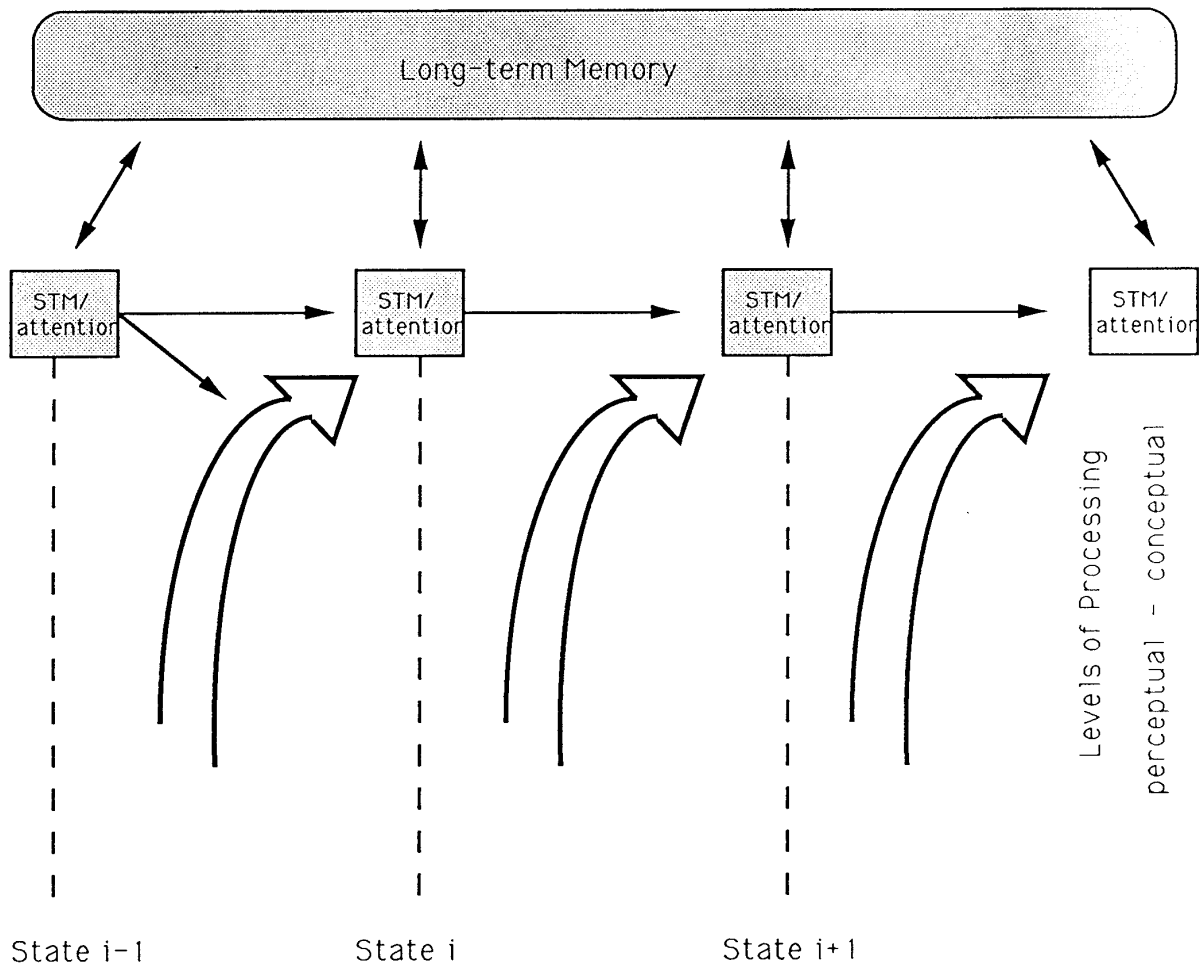 Long-term Memory
STM/
attention
STM/
attention
STM/
attention
STM/
attention
Levels of Processing
perceptual - conceptual
State i-1
State i
State i+1